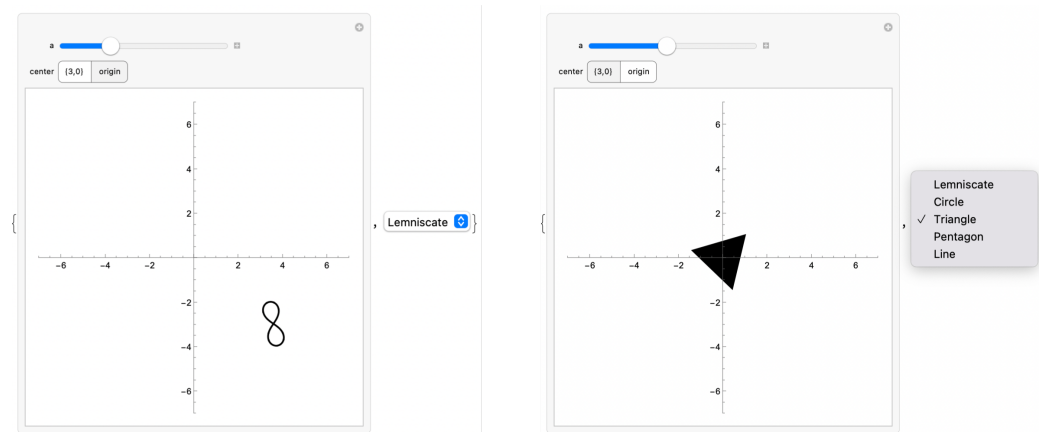 a
center (3,0) origin
6
4
2
-6 -4 -2 2 4 6
-2
-4
-6
{ , Lemniscate }
a
center (3,0) origin
6
4
2
-6 -4 -2 2 4 6
-2
-4
-6
{ ,
Lemniscate
Circle
✓ Triangle
Pentagon
Line